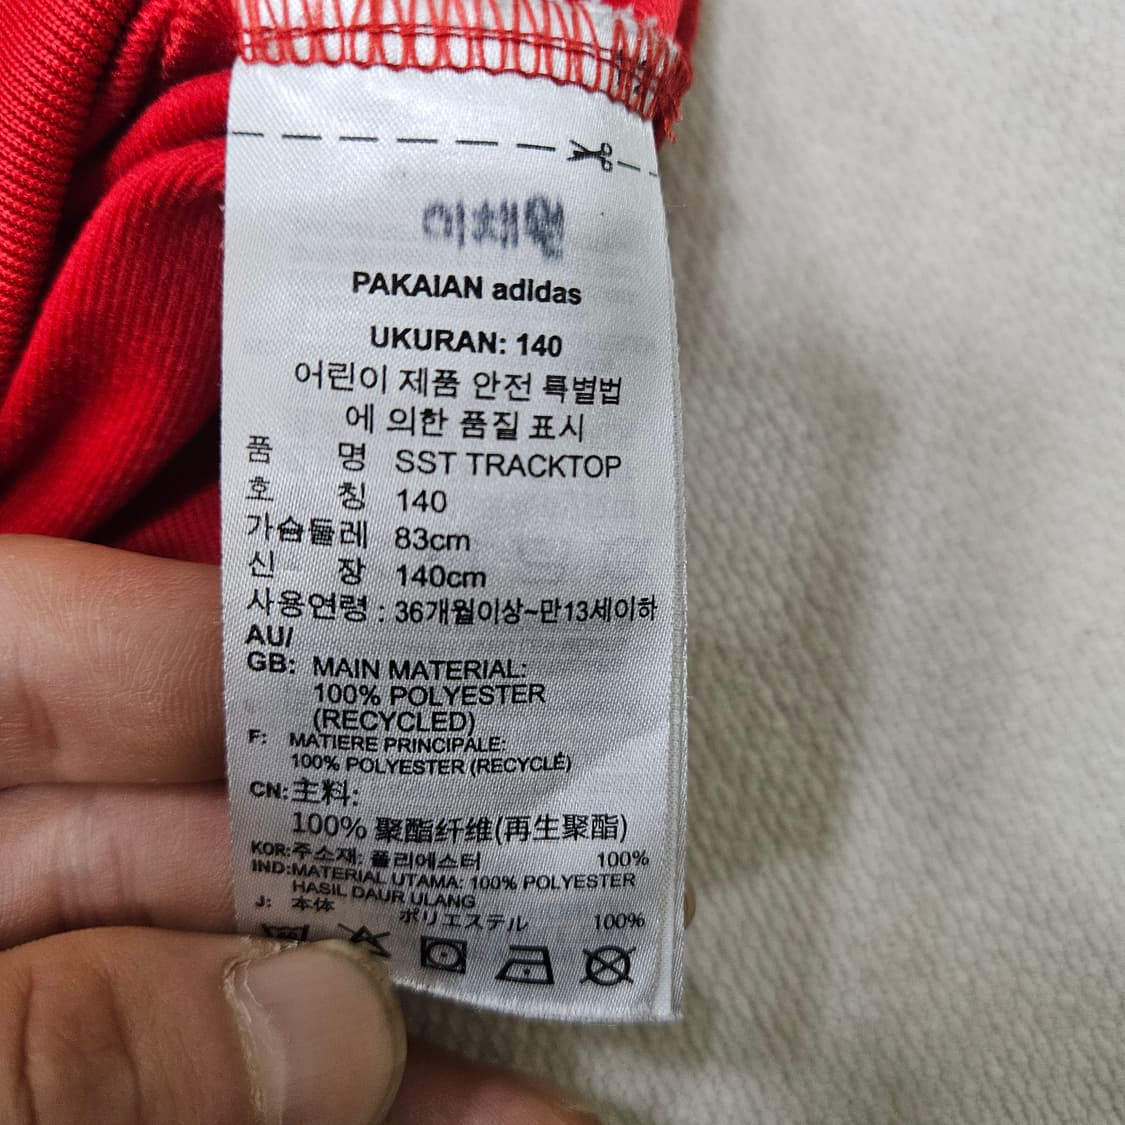 이채원
PAKAIAN adidas
UKURAN: 140
어린이 제품 안전 특별법
에 의한 품질 표시
품 명 SST TRACKTOP
호 칭 140
가슴둘레 83cm
신 장 140cm
사용연령 : 36개월이상~만13세이하
AU/
GB: MAIN MATERIAL:
100% POLYESTER
(RECYCLED)
F: MATIERE PRINCIPALE:
100% POLYESTER (RECYCLÉ)
CN:主料:
100% 聚酯纤维(再生聚酯)
KOR:주소재: 폴리에스터 100%
IND:MATERIAL UTAMA: 100% POLYESTER
HASIL DAUR ULANG
J: 本体 ポリエステル 100%